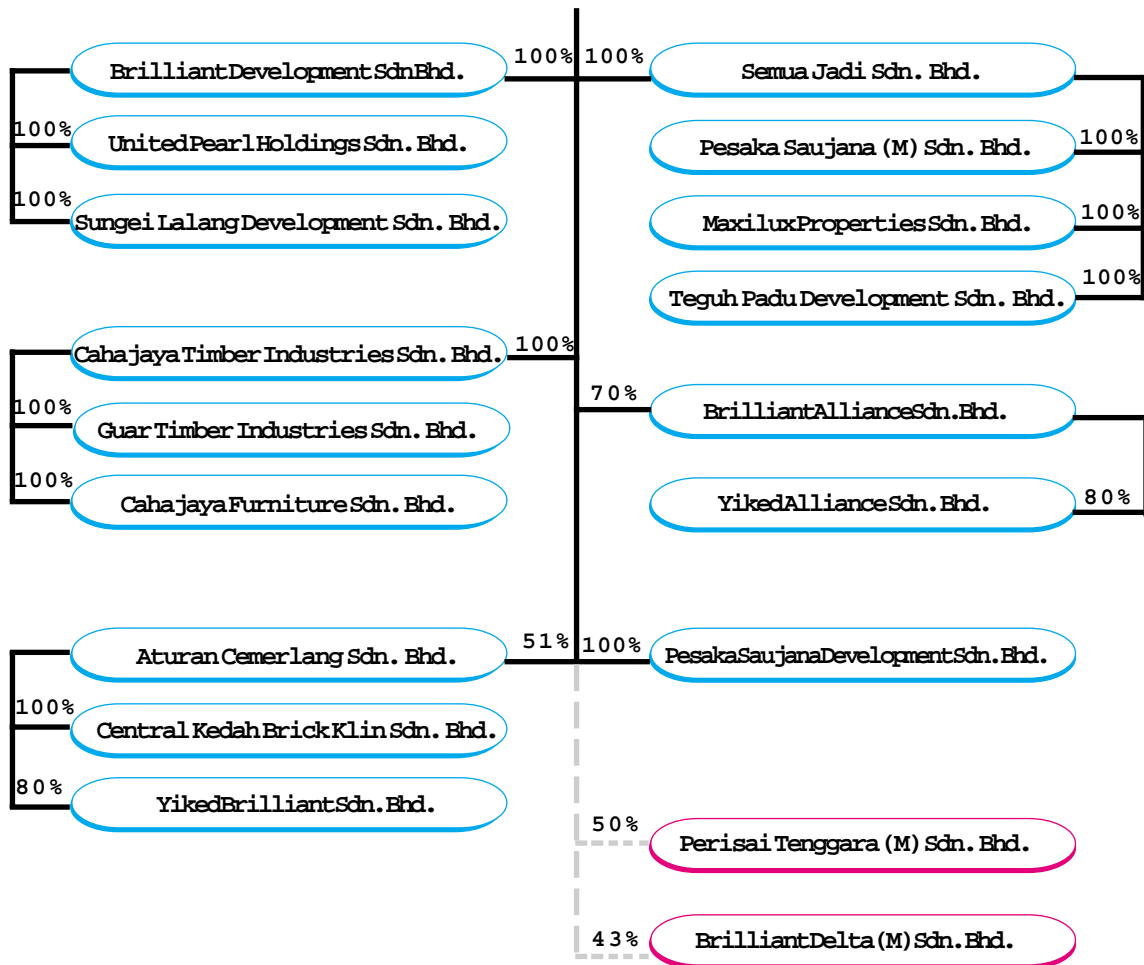 Brilliant Development Sdn Bhd.
100%
100%
Semua Jadi Sdn. Bhd.
100%
United Pearl Holdings Sdn. Bhd.
Pesaka Saujana (M) Sdn. Bhd.
100%
100%
Sungei Lalang Development Sdn. Bhd.
Maxilux Properties Sdn. Bhd.
100%
Teguh Padu Development Sdn. Bhd.
100%
Cahajaya Timber Industries Sdn. Bhd.
100%
100%
Guar Timber Industries Sdn. Bhd.
100%
Cahajaya Furniture Sdn. Bhd.
70%
Brilliant Alliance Sdn. Bhd.
Yiked Alliance Sdn. Bhd.
80%
Aturan Cemerlang Sdn. Bhd.
51%
100%
Pesaka Saujana Development Sdn. Bhd.
100%
Central Kedah Brick Klin Sdn. Bhd.
80%
Yiked Brilliant Sdn. Bhd.
50%
Perisai Tenggara (M) Sdn. Bhd.
43%
Brilliant Delta (M) Sdn. Bhd.